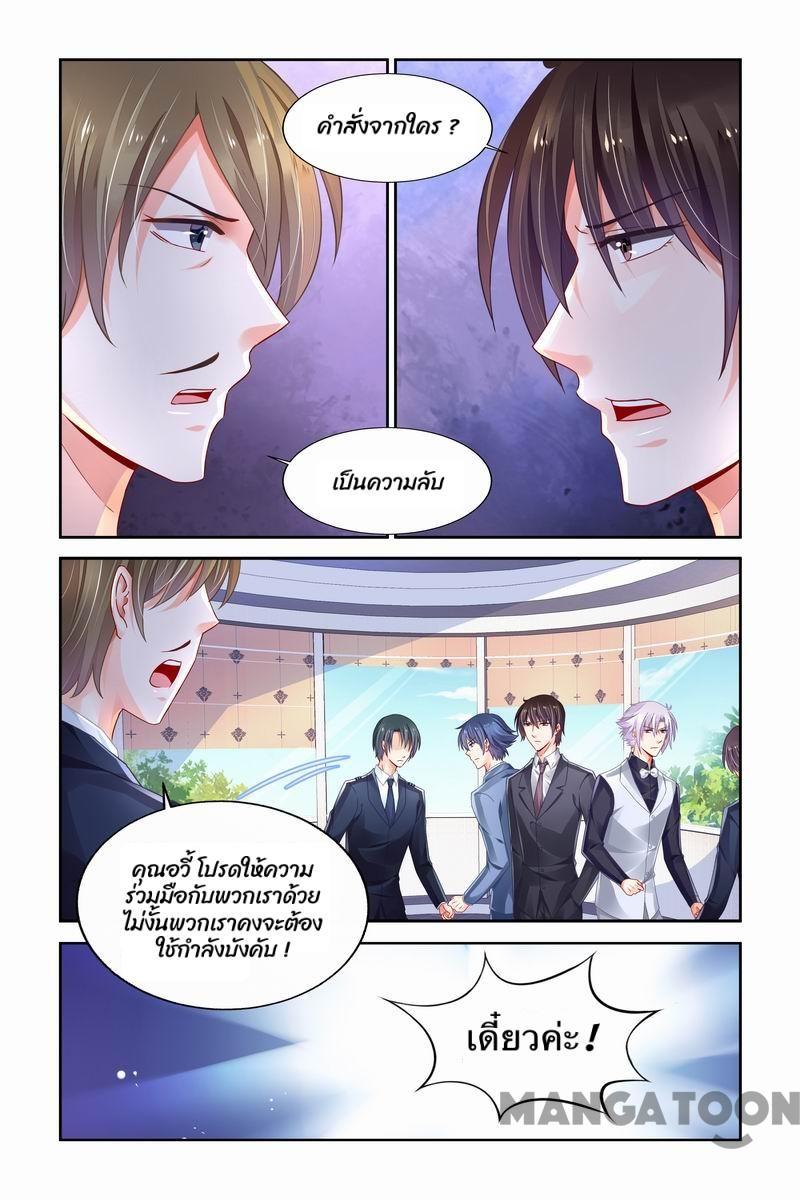 คำสั่งจากใคร ?
เป็นความลับ
คุณอวี้ โปรดให้ความ
ร่วมมือกับพวกเราด้วย
ไม่งั้นพวกเราคงจะต้อง
ใช้กำลังบังคับ !
เดี๋ยวค่ะ !
MANGATOON